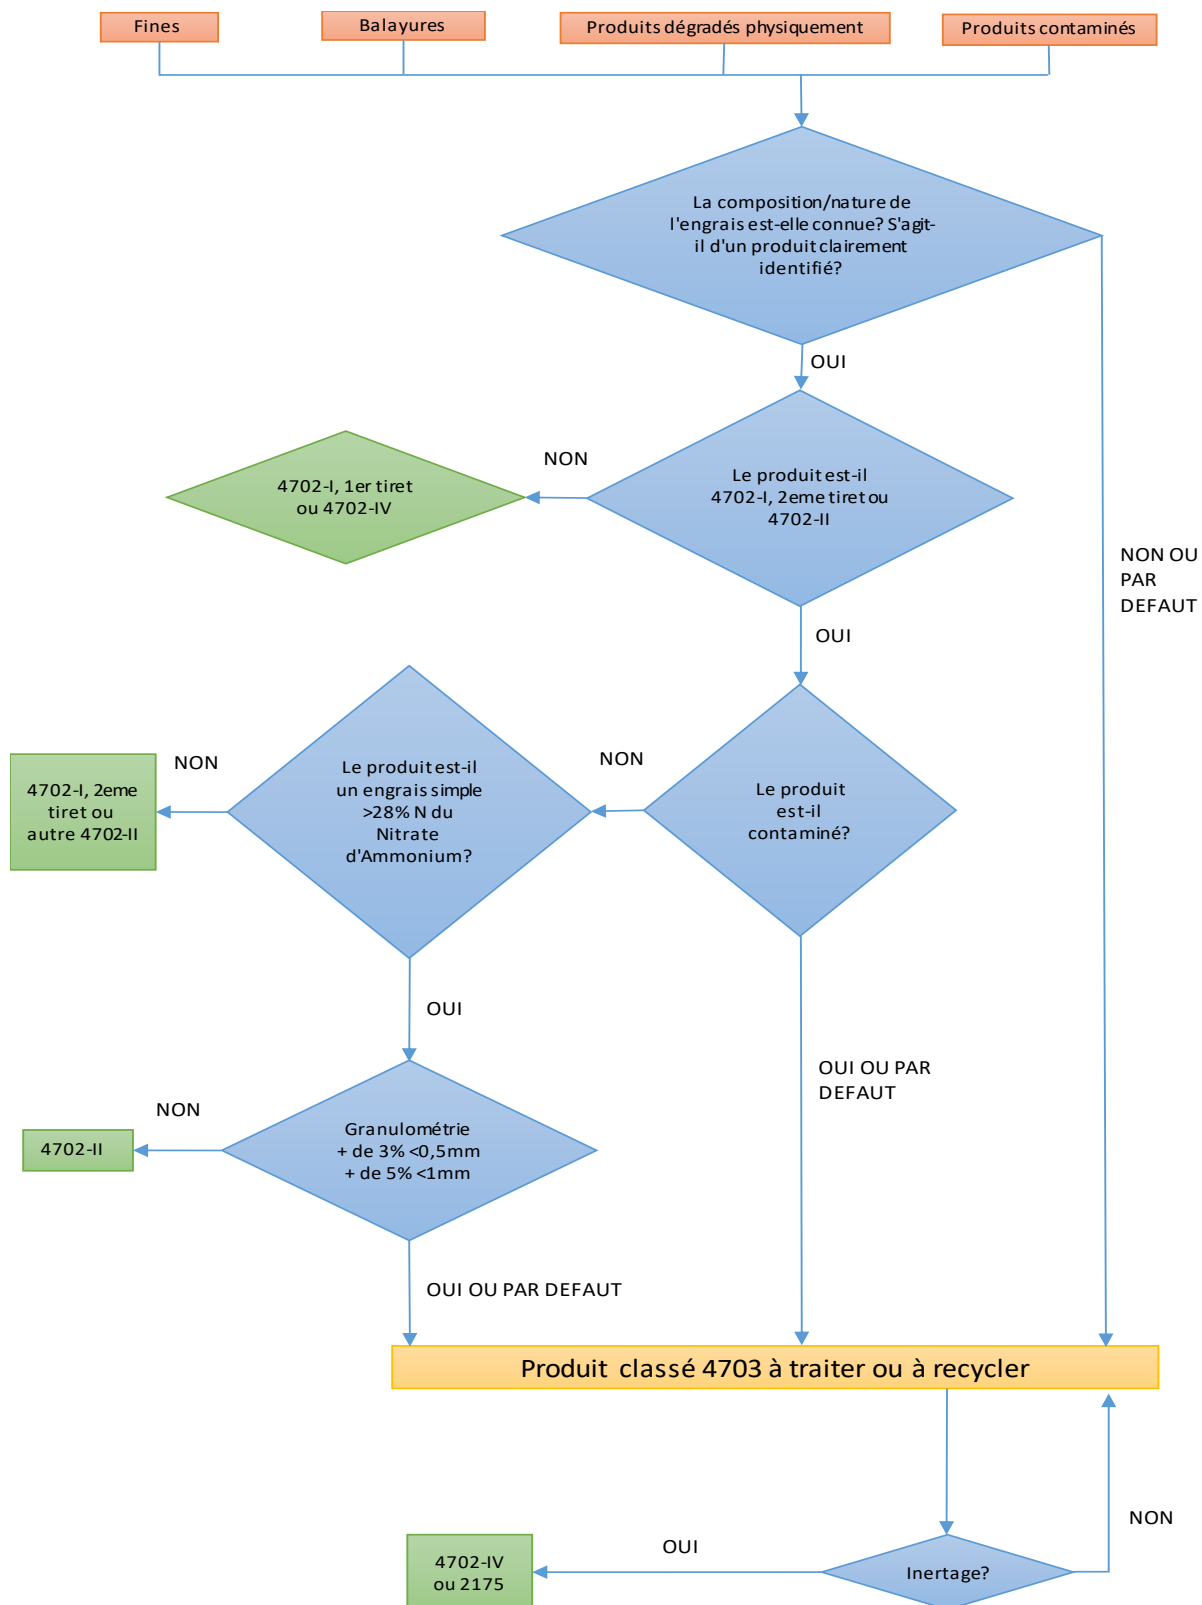 Fines
Balayures
Produits dégradés physiquement
Produits contaminés
La composition/nature de
l'engrais est-elle connue? S'agit-
il d'un produit clairement
identifié?
OUI
NON
4702-I, 1er tiret
ou 4702-IV
Le produit est-il
4702-I, 2eme tiret ou
4702-II
NON OU
PAR
DEFAUT
OUI
NON
4702-I, 2eme
tiret ou
autre 4702-II
Le produit est-il
un engrais simple
>28% N du
Nitrate
d'Ammonium?
NON
Le produit
est-il
contaminé?
OUI
OUI OU PAR
DEFAUT
NON
4702-II
Granulométrie
+ de 3% <0,5mm
+ de 5% <1mm
OUI OU PAR DEFAUT
Produit classé 4703 à traiter ou à recycler
NON
OUI
4702-IV
ou 2175
Inertage?